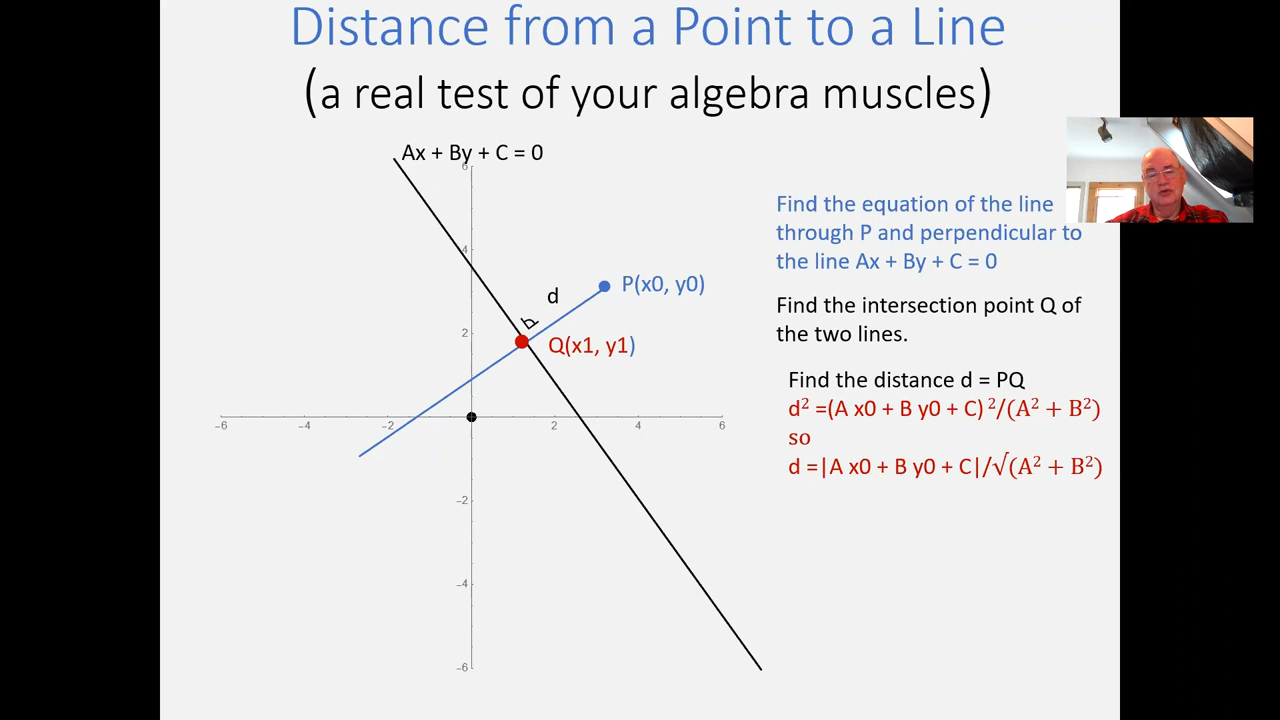 Distance from a Point to a Line
(a real test of your algebra muscles)
Ax + By + C = 0
6
4
2
−2
−4
−6
−6
−4
−2
2
4
6
d
P(x0, y0)
Q(x1, y1)
Find the equation of the line
through P and perpendicular to
the line Ax + By + C = 0
Find the intersection point Q of
the two lines.
Find the distance d = PQ
d² =(A x0 + B y0 + C) ²/(A² + B²)
so
d =|A x0 + B y0 + C|/√(A² + B²)